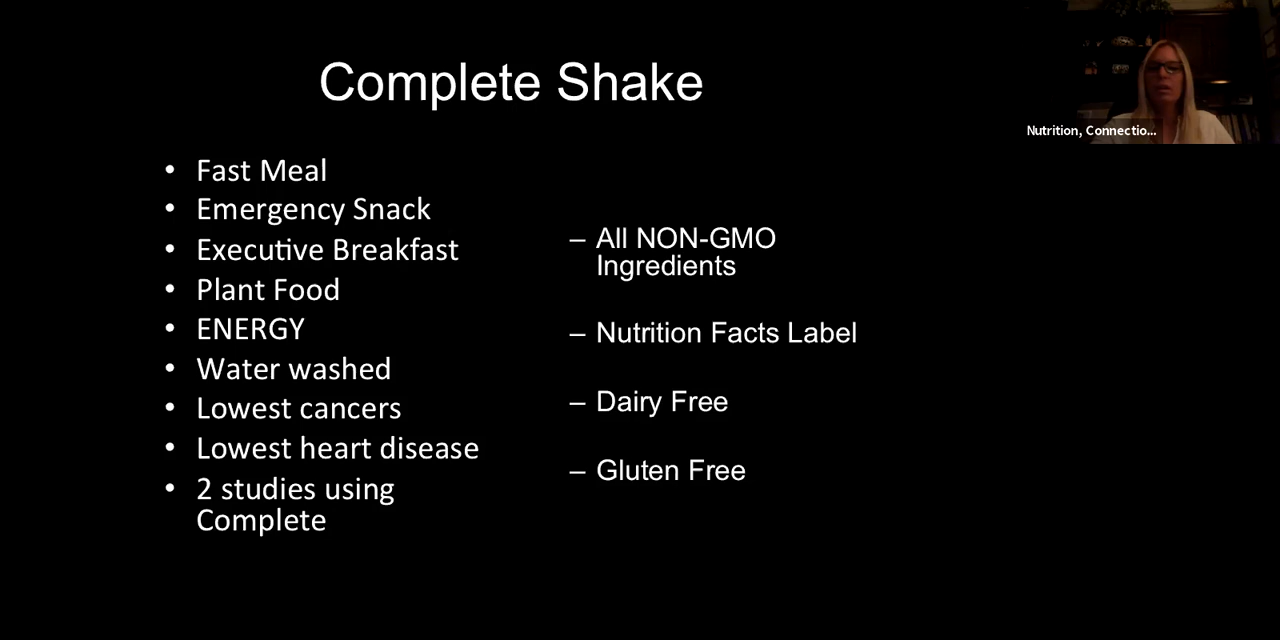 Complete Shake
Nutrition, Connectio...
• Fast Meal
• Emergency Snack
• Executive Breakfast
• Plant Food
• ENERGY
• Water washed
• Lowest cancers
• Lowest heart disease
• 2 studies using
Complete
– All NON-GMO
Ingredients
– Nutrition Facts Label
– Dairy Free
– Gluten Free